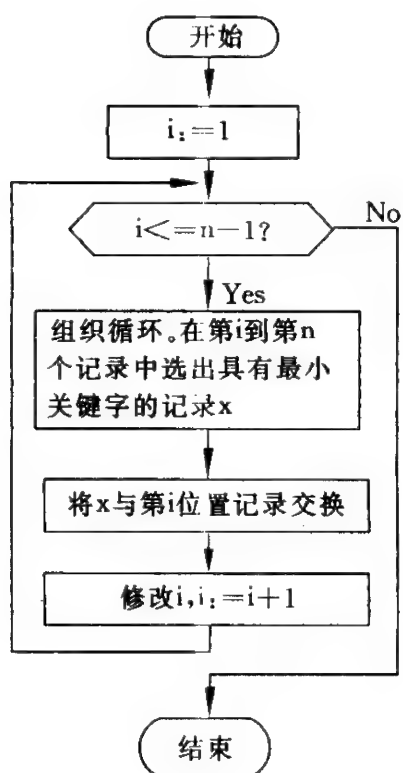 开始
i:=1
i<=n-1?
No
Yes
组织循环。在第i到第n
个记录中选出具有最小
关键字的记录x
将x与第i位置记录交换
修改i,i:=i+1
结束